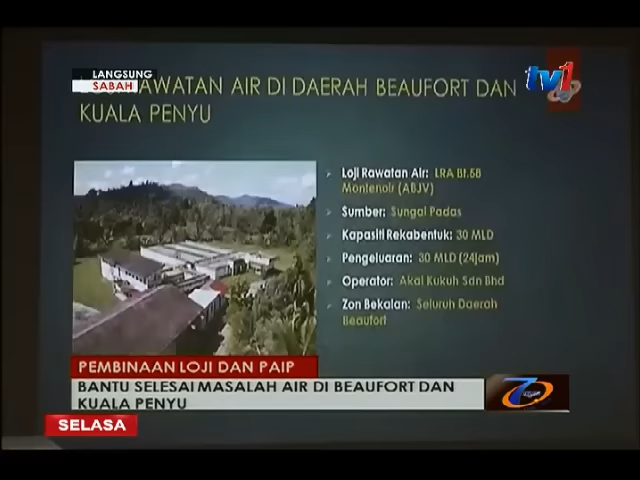 LANGSUNG
SABAH
tv1
RAWATAN AIR DI DAERAH BEAUFORT DAN
KUALA PENYU
Loji Rawatan Air: LRA Bt.58
Montenoir (ABJV)
Sumber: Sungai Padas
Kapasiti Rekabentuk: 30 MLD
Pengeluaran: 30 MLD (24jam)
Operator: Akal Kukuh Sdn Bhd
Zon Bekalan: Seluruh Daerah
Beaufort
PEMBINAAN LOJI DAN PAIP
BANTU SELESAI MASALAH AIR DI BEAUFORT DAN
KUALA PENYU
7
SELASA